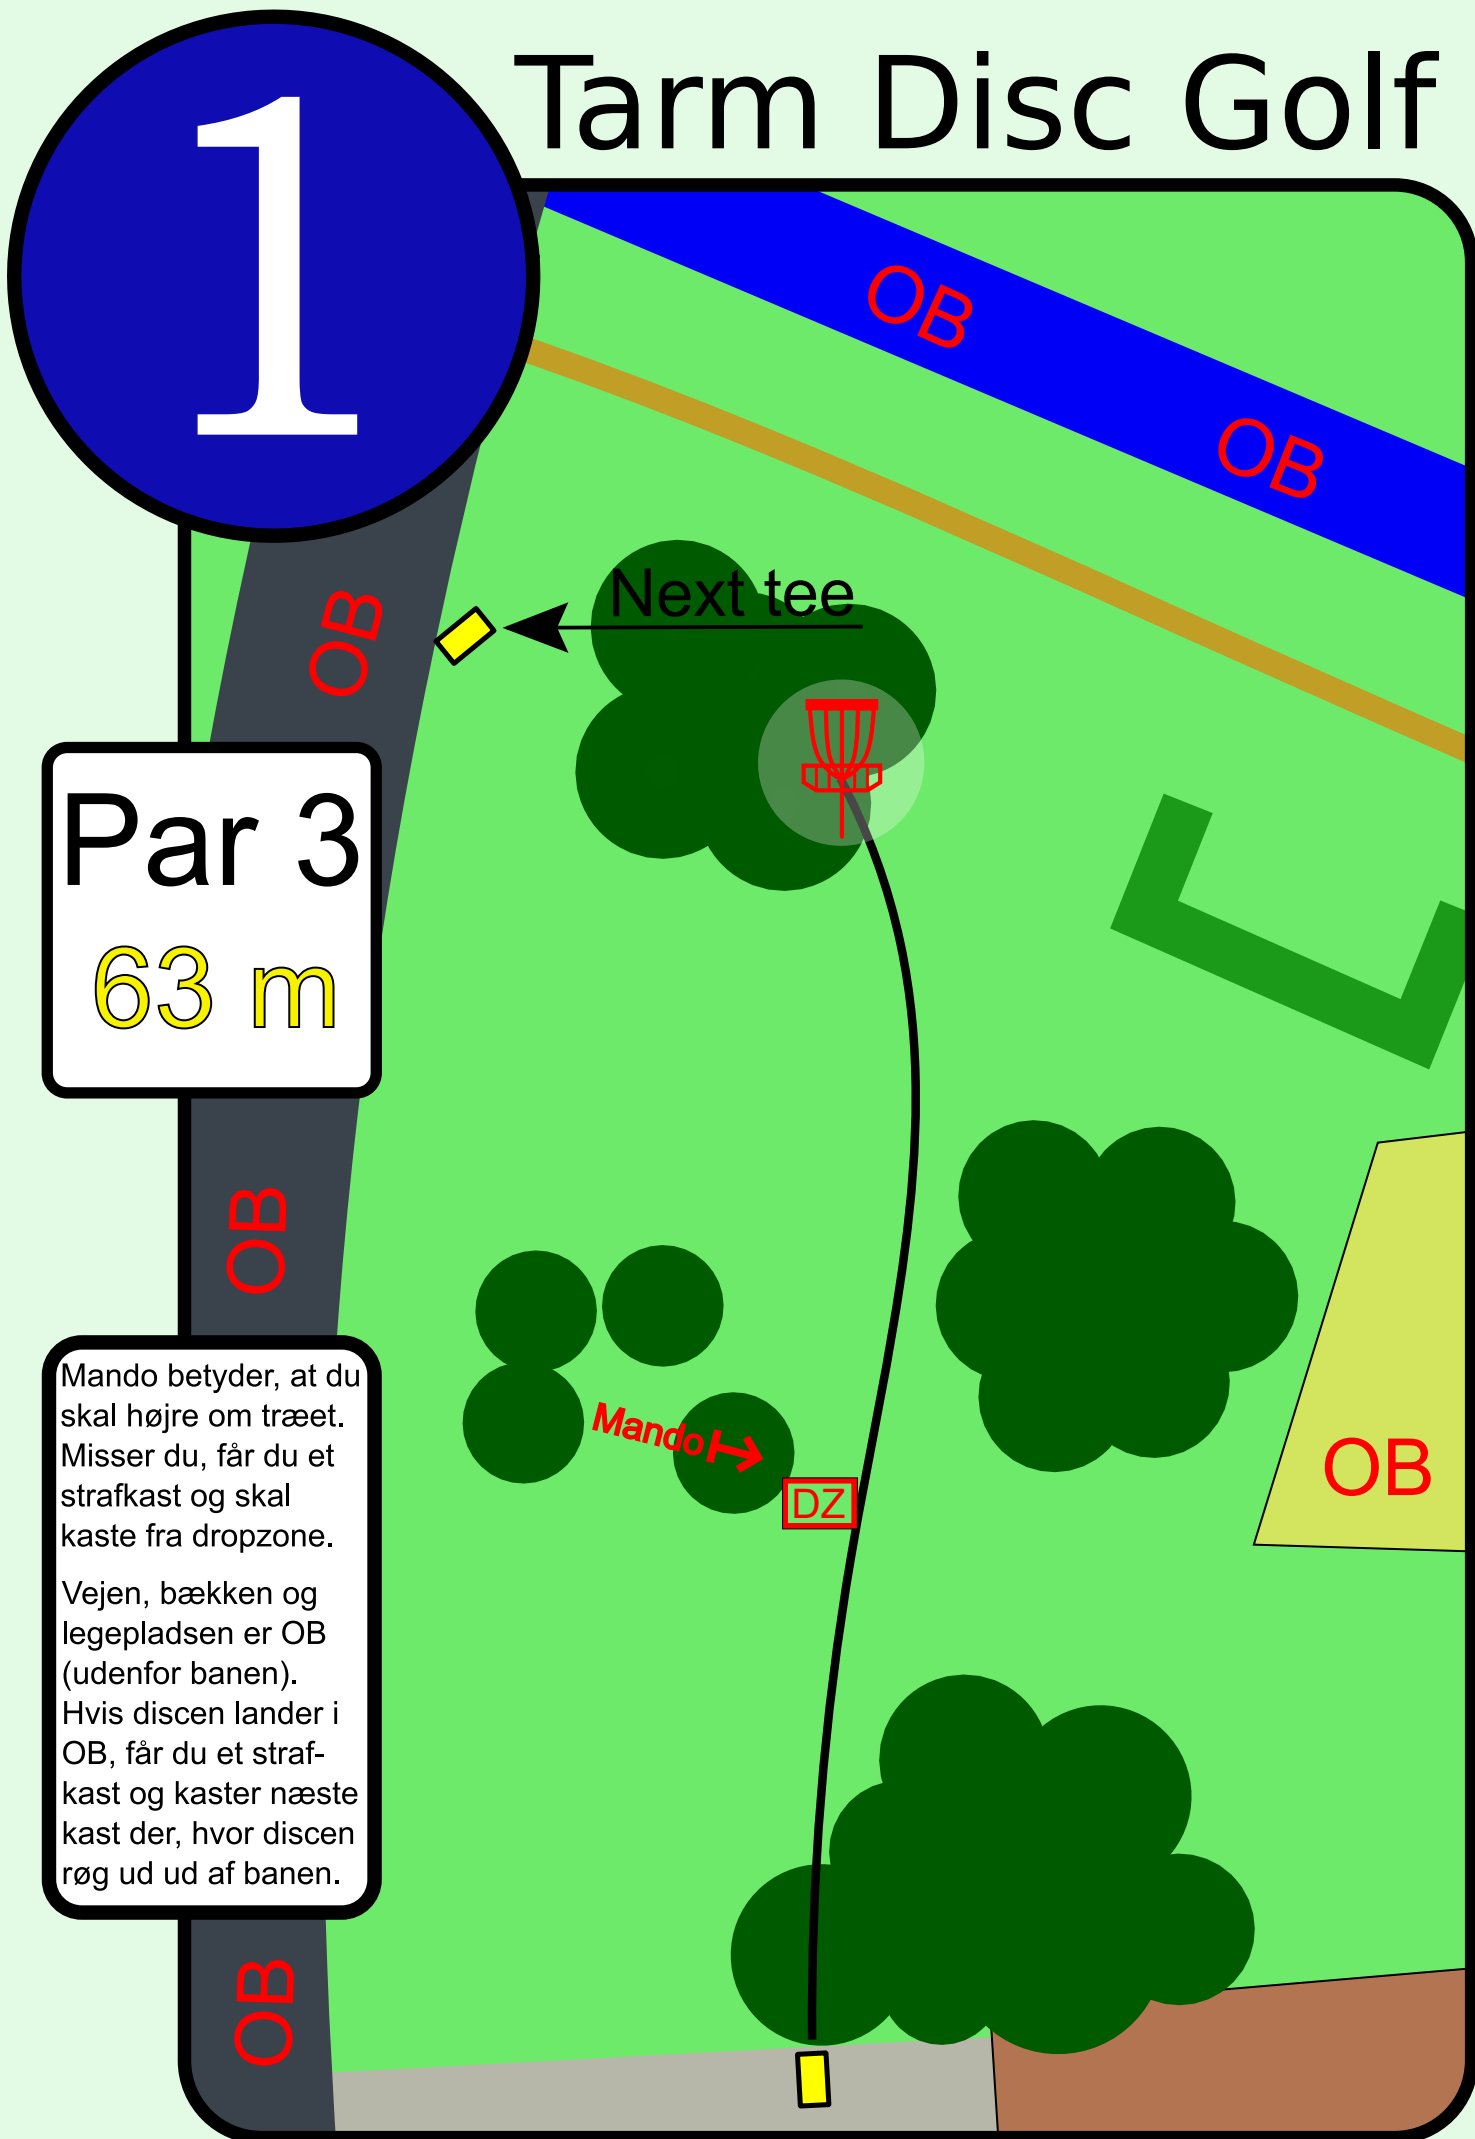 1
Tarm Disc Golf
OB
OB
Next tee
OB
Par 3
63 m
OB
Mando
DZ
OB
Mando betyder, at du
skal højre om træet.
Misser du, får du et
strafkast og skal
kaste fra dropzone.
Vejen, bækken og
legepladsen er OB
(udenfor banen).
Hvis discen lander i
OB, får du et straf-
kast og kaster næste
kast der, hvor discen
røg ud ud af banen.
OB